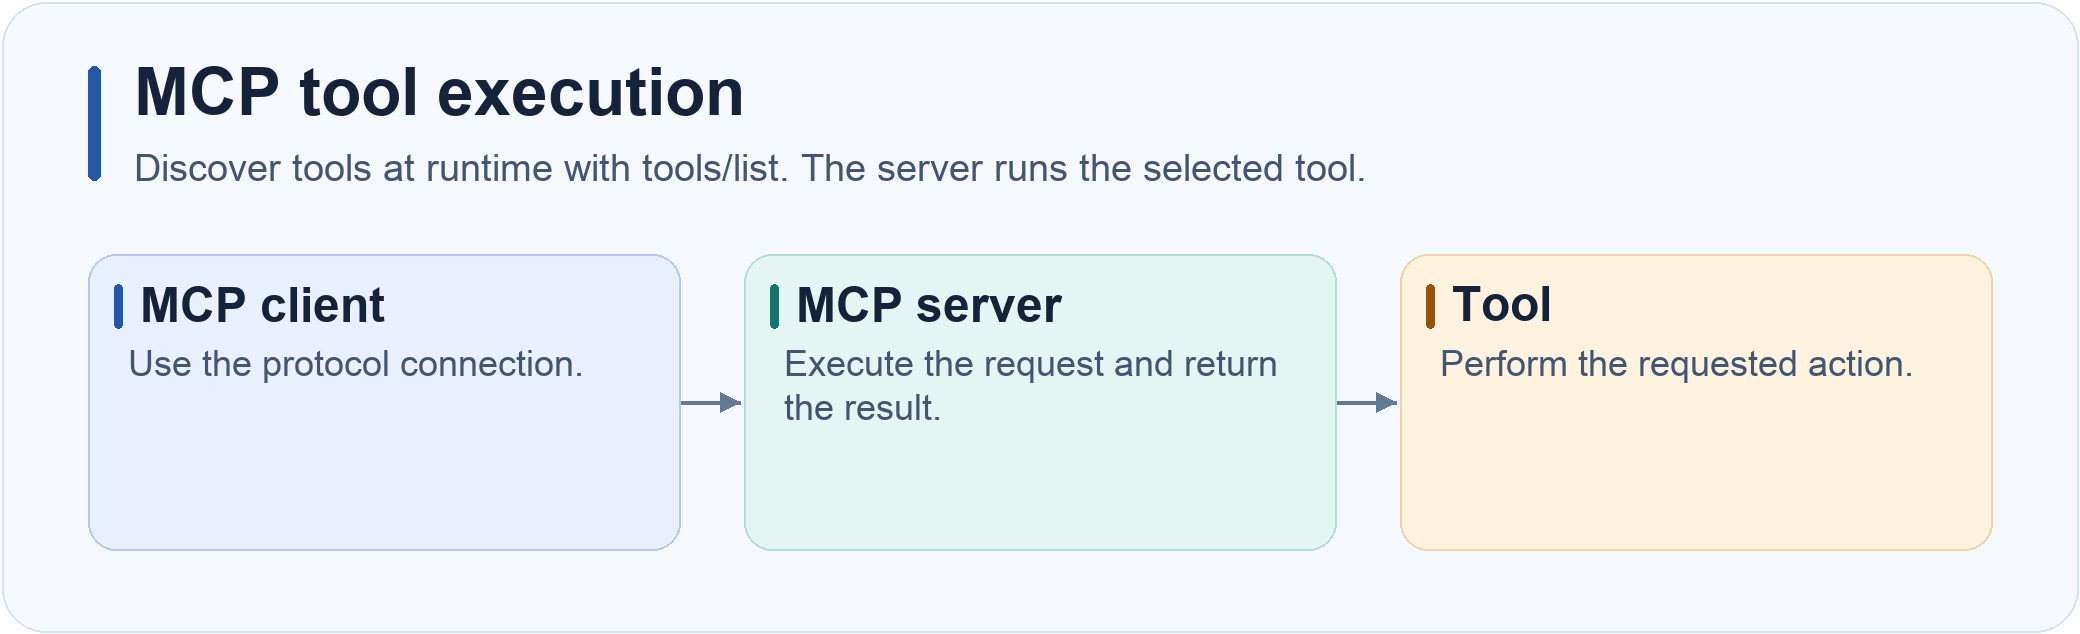 MCP tool execution
Discover tools at runtime with tools/list. The server runs the selected tool.
MCP client
Use the protocol connection.
MCP server
Execute the request and return
the result.
Tool
Perform the requested action.